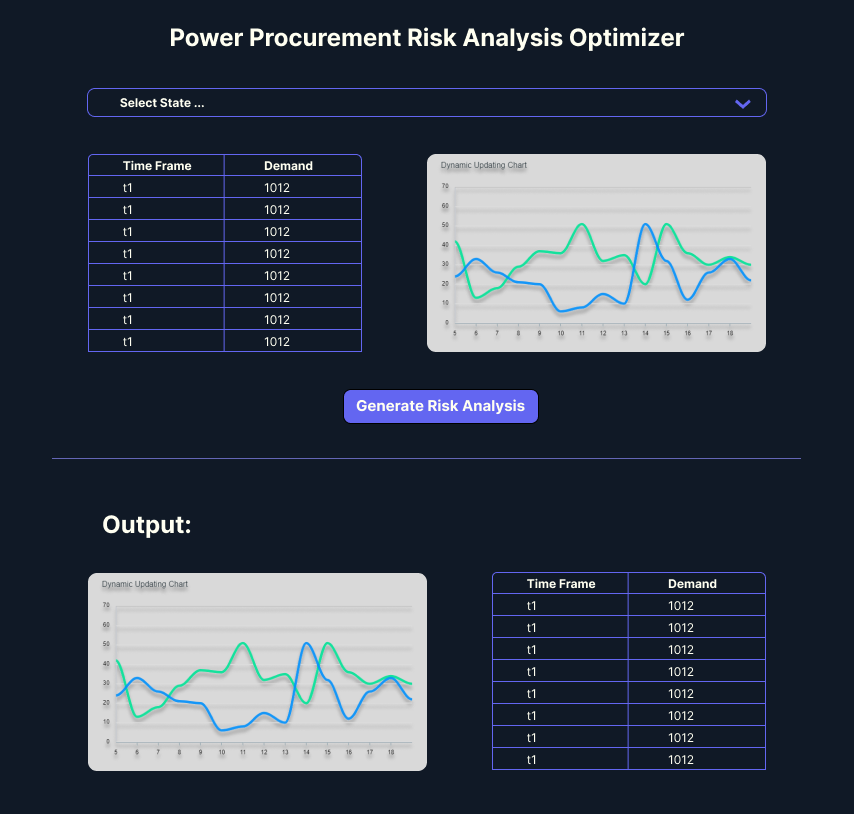 Power Procurement Risk Analysis Optimizer
Select State ...
Time Frame Demand
t1 1012
t1 1012
t1 1012
t1 1012
t1 1012
t1 1012
t1 1012
t1 1012
Dynamic Updating Chart
70
60
50
40
30
20
10
0
5 6 7 8 9 10 11 12 13 14 15 16 17 18
Generate Risk Analysis
Output:
Dynamic Updating Chart
70
60
50
40
30
20
10
0
5 6 7 8 9 10 11 12 13 14 15 16 17 18
Time Frame Demand
t1 1012
t1 1012
t1 1012
t1 1012
t1 1012
t1 1012
t1 1012
t1 1012